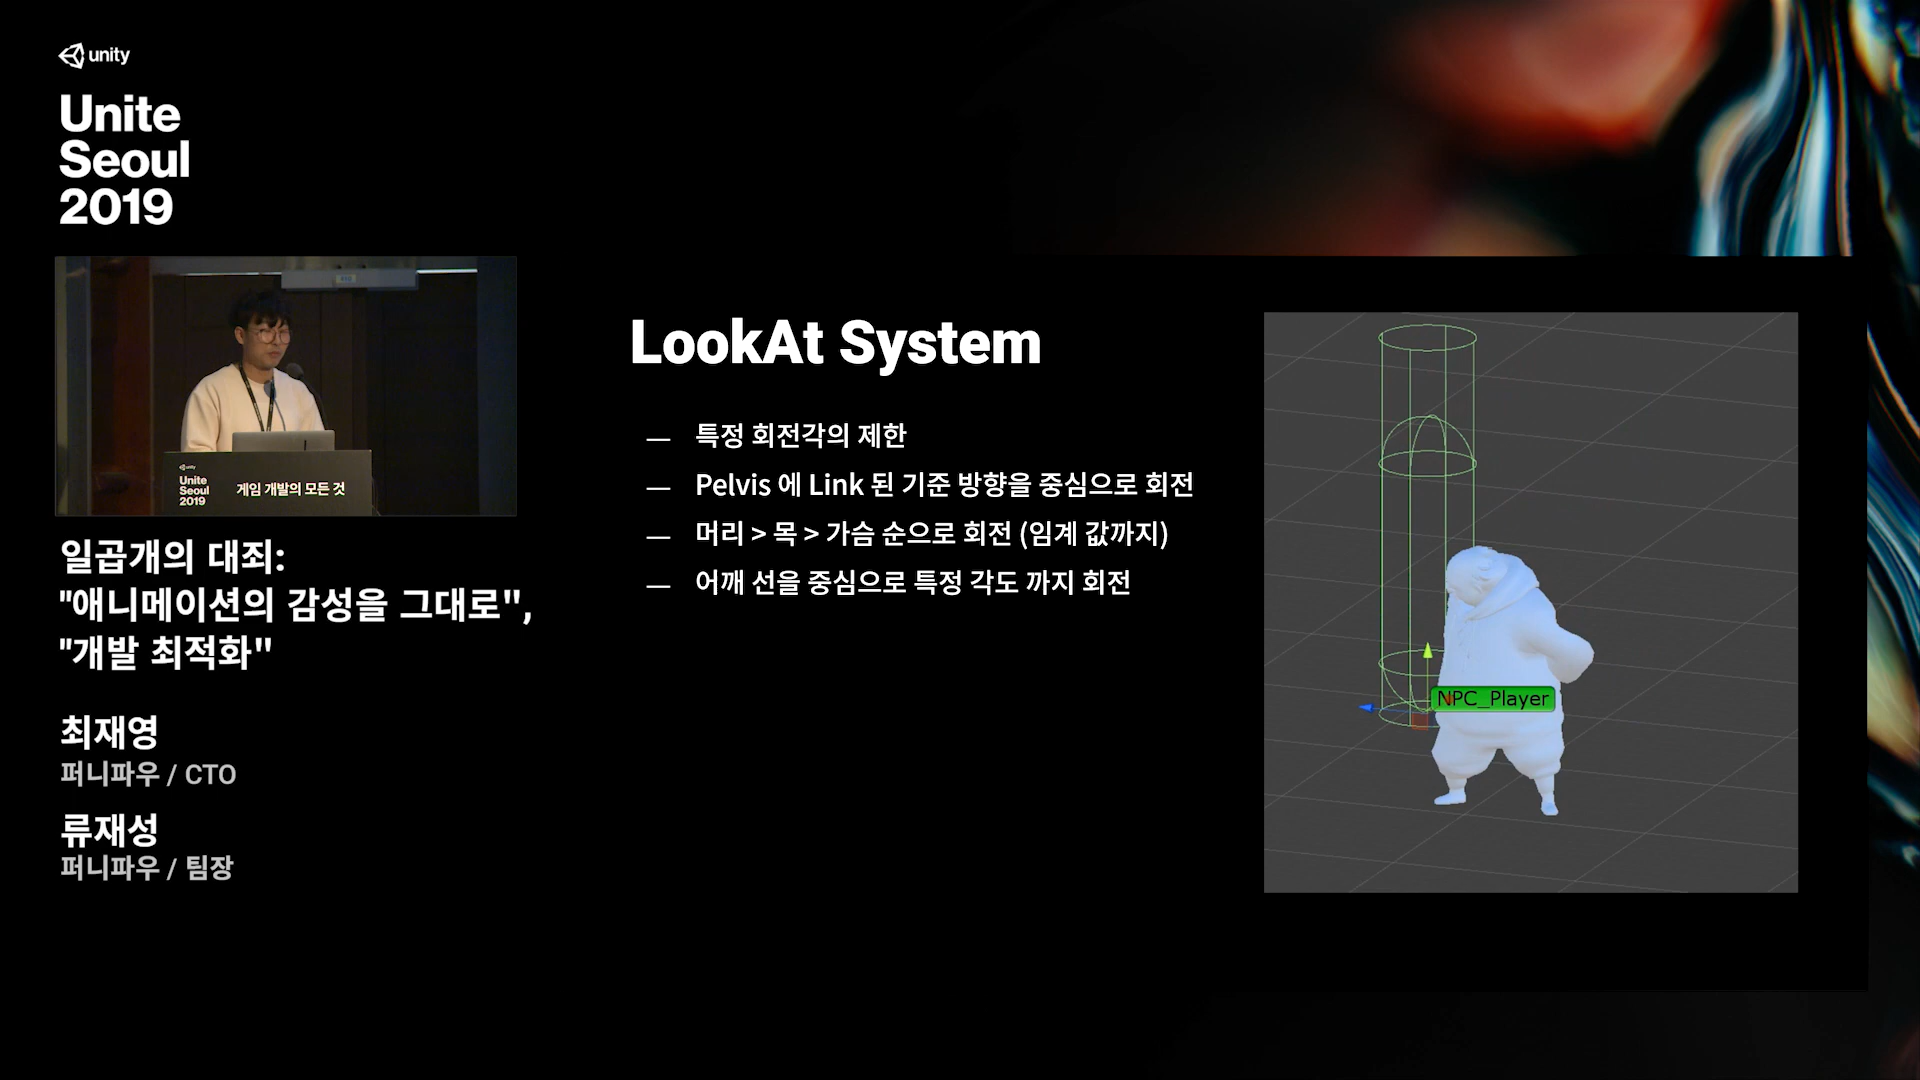 unity
Unite
Seoul
2019
unity
Unite
Seoul
2019
게임 개발의 모든 것
일곱개의 대죄:
"애니메이션의 감성을 그대로",
"개발 최적화"
최재영
퍼니파우 / CTO
류재성
퍼니파우 / 팀장
LookAt System
— 특정 회전각의 제한
— Pelvis 에 Link 된 기준 방향을 중심으로 회전
— 머리 > 목 > 가슴 순으로 회전 (임계 값까지)
— 어깨 선을 중심으로 특정 각도 까지 회전
NPC_Player